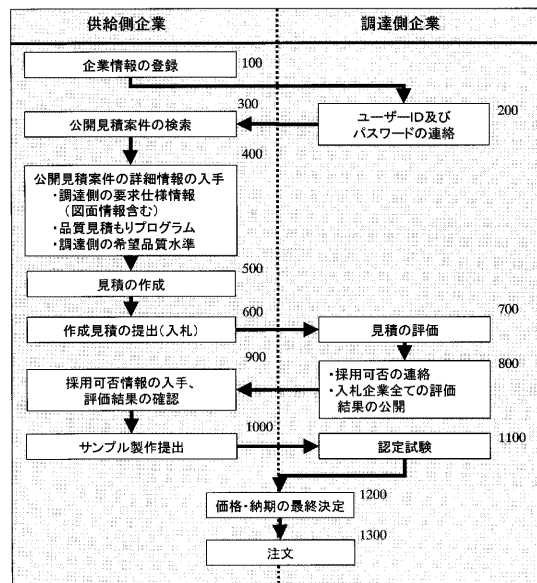 供給側企業
調達側企業
企業情報の登録
100
ユーザーID及び
パスワードの連絡
200
300
公開見積案件の検索
400
公開見積案件の詳細情報の入手
・調達側の要求仕様情報
(図面情報含む)
・品質見積もりプログラム
・調達側の希望品質水準
500
見積の作成
600
作成見積の提出(入札)
700
見積の評価
800
・採用可否の連絡
・入札企業全ての評価
結果の公開
900
採用可否情報の入手、
評価結果の確認
1000
サンプル製作提出
1100
認定試験
1200
価格・納期の最終決定
1300
注文